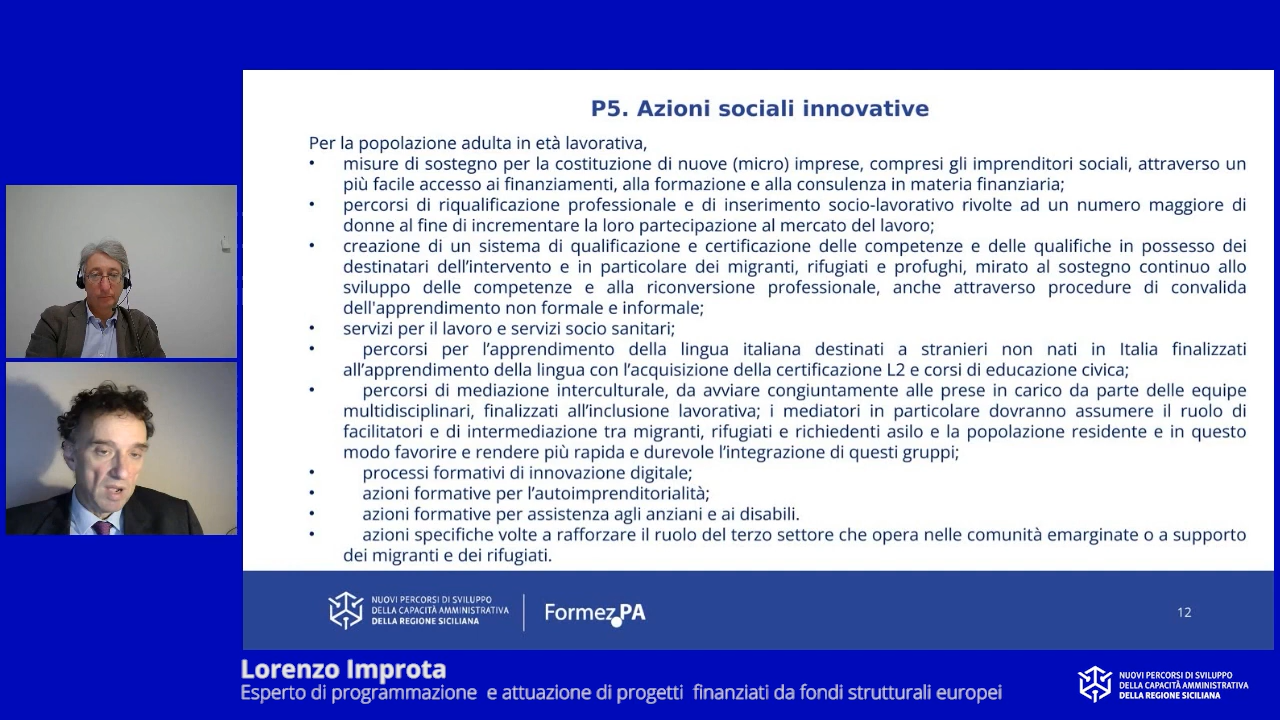 P5. Azioni sociali innovative
Per la popolazione adulta in età lavorativa,
• misure di sostegno per la costituzione di nuove (micro) imprese, compresi gli imprenditori sociali, attraverso un
più facile accesso ai finanziamenti, alla formazione e alla consulenza in materia finanziaria;
• percorsi di riqualificazione professionale e di inserimento socio-lavorativo rivolte ad un numero maggiore di
donne al fine di incrementare la loro partecipazione al mercato del lavoro;
• creazione di un sistema di qualificazione e certificazione delle competenze e delle qualifiche in possesso dei
destinatari dell’intervento e in particolare dei migranti, rifugiati e profughi, mirato al sostegno continuo allo
sviluppo delle competenze e alla riconversione professionale, anche attraverso procedure di convalida
dell'apprendimento non formale e informale;
• servizi per il lavoro e servizi socio sanitari;
• percorsi per l’apprendimento della lingua italiana destinati a stranieri non nati in Italia finalizzati
all’apprendimento della lingua con l’acquisizione della certificazione L2 e corsi di educazione civica;
• percorsi di mediazione interculturale, da avviare congiuntamente alle prese in carico da parte delle equipe
multidisciplinari, finalizzati all’inclusione lavorativa; i mediatori in particolare dovranno assumere il ruolo di
facilitatori e di intermediazione tra migranti, rifugiati e richiedenti asilo e la popolazione residente e in questo
modo favorire e rendere più rapida e durevole l’integrazione di questi gruppi;
• processi formativi di innovazione digitale;
• azioni formative per l’autoimprenditorialità;
• azioni formative per assistenza agli anziani e ai disabili.
• azioni specifiche volte a rafforzare il ruolo del terzo settore che opera nelle comunità emarginate o a supporto
dei migranti e dei rifugiati.
NUOVI PERCORSI DI SVILUPPO
DELLA CAPACITÀ AMMINISTRATIVA
DELLA REGIONE SICILIANA
Formez PA
12
Lorenzo Improta
Esperto di programmazione e attuazione di progetti finanziati da fondi strutturali europei
NUOVI PERCORSI DI SVILUPPO
DELLA CAPACITÀ AMMINISTRATIVA
DELLA REGIONE SICILIANA